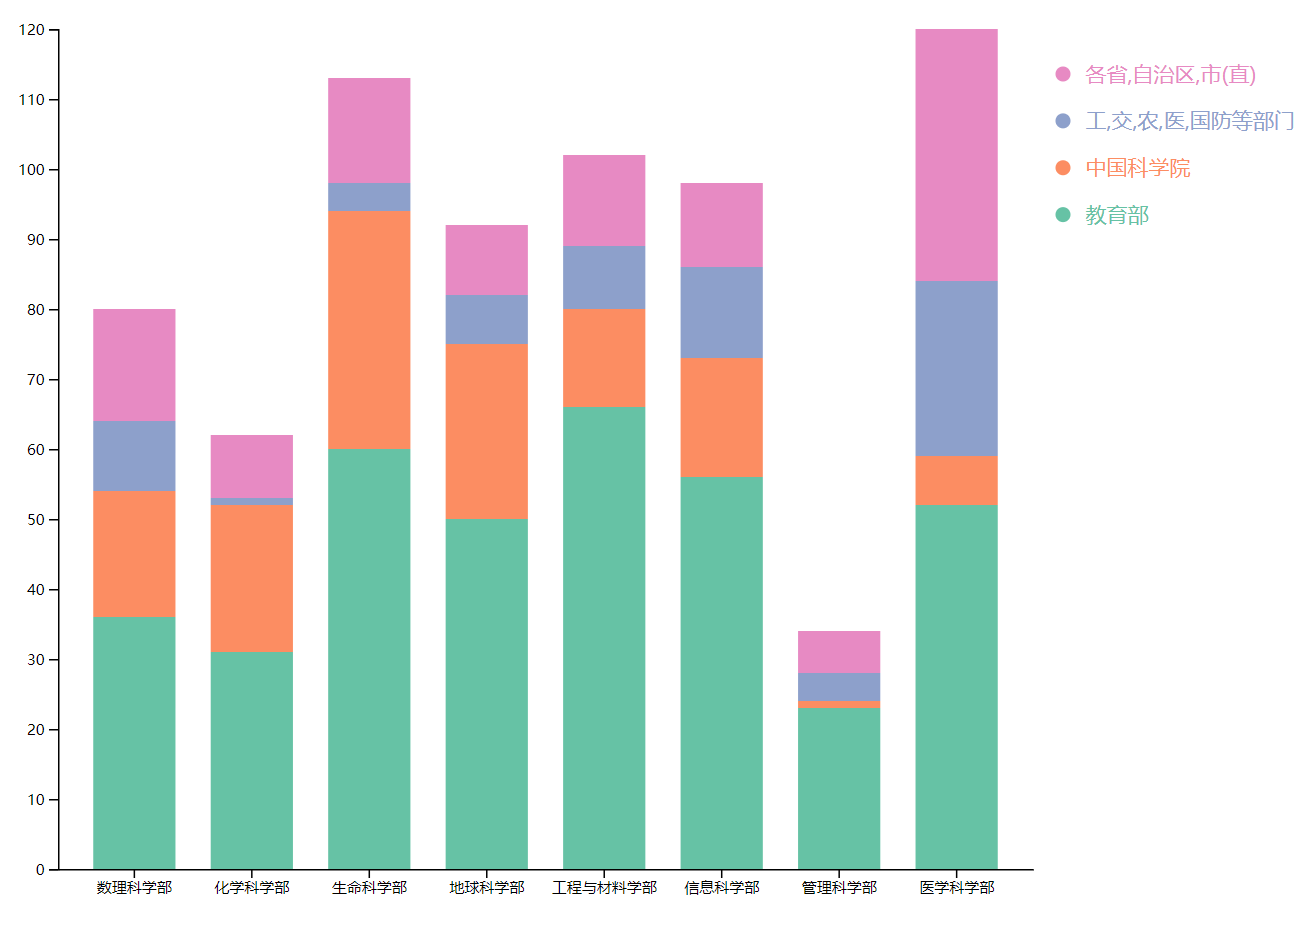 120
110
100
90
80
70
60
50
40
30
20
10
0
数理科学部
化学科学部
生命科学部
地球科学部
工程与材料学部
信息科学部
管理科学部
医学科学部
各省,自治区,市(直)
工,交,农,医,国防等部门
中国科学院
教育部